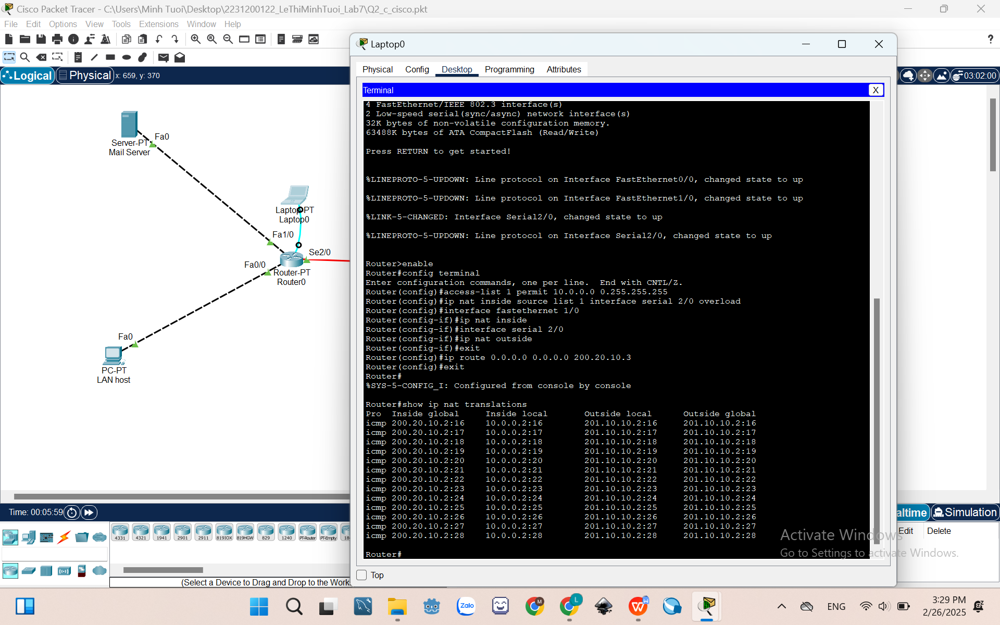 Cisco Packet Tracer - C:\Users\Minh Tuoi\Desktop\2231200122_LeThiMinhTuoi_Lab7\Q2_c_cisco.pkt
File Edit Options View Tools Extensions Window Help
?
Logical Physical x: 659, y: 370
03:02:00
Fa0
Server-PT
Mail Server
Laptop-PT
Laptop0
Fa1/0
Se2/0
Fa0/0
Router-PT
Router0
Fa0
PC-PT
LAN host
Laptop0
Physical Config Desktop Programming Attributes
Terminal X
4 FastEthernet/IEEE 802.3 interface(s)
2 Low-speed serial(sync/async) network interface(s)
32K bytes of non-volatile configuration memory.
63488K bytes of ATA CompactFlash (Read/Write)
Press RETURN to get started!
%LINEPROTO-5-UPDOWN: Line protocol on Interface FastEthernet0/0, changed state to up
%LINEPROTO-5-UPDOWN: Line protocol on Interface FastEthernet1/0, changed state to up
%LINK-5-CHANGED: Interface Serial2/0, changed state to up
%LINEPROTO-5-UPDOWN: Line protocol on Interface Serial2/0, changed state to up
Router>enable
Router#config terminal
Enter configuration commands, one per line. End with CNTL/Z.
Router(config)#access-list 1 permit 10.0.0.0 0.255.255.255
Router(config)#ip nat inside source list 1 interface serial 2/0 overload
Router(config)#interface fastethernet 1/0
Router(config-if)#ip nat inside
Router(config-if)#interface serial 2/0
Router(config-if)#ip nat outside
Router(config-if)#exit
Router(config)#ip route 0.0.0.0 0.0.0.0 200.20.10.3
Router(config)#exit
Router#
%SYS-5-CONFIG_I: Configured from console by console
Router#show ip nat translations
Pro Inside global Inside local Outside local Outside global
icmp 200.20.10.2:16 10.0.0.2:16 201.10.10.2:16 201.10.10.2:16
icmp 200.20.10.2:17 10.0.0.2:17 201.10.10.2:17 201.10.10.2:17
icmp 200.20.10.2:18 10.0.0.2:18 201.10.10.2:18 201.10.10.2:18
icmp 200.20.10.2:19 10.0.0.2:19 201.10.10.2:19 201.10.10.2:19
icmp 200.20.10.2:20 10.0.0.2:20 201.10.10.2:20 201.10.10.2:20
icmp 200.20.10.2:21 10.0.0.2:21 201.10.10.2:21 201.10.10.2:21
icmp 200.20.10.2:22 10.0.0.2:22 201.10.10.2:22 201.10.10.2:22
icmp 200.20.10.2:23 10.0.0.2:23 201.10.10.2:23 201.10.10.2:23
icmp 200.20.10.2:24 10.0.0.2:24 201.10.10.2:24 201.10.10.2:24
icmp 200.20.10.2:25 10.0.0.2:25 201.10.10.2:25 201.10.10.2:25
icmp 200.20.10.2:26 10.0.0.2:26 201.10.10.2:26 201.10.10.2:26
icmp 200.20.10.2:27 10.0.0.2:27 201.10.10.2:27 201.10.10.2:27
icmp 200.20.10.2:28 10.0.0.2:28 201.10.10.2:28 201.10.10.2:28
Router#
Top
Time: 00:05:59
altime Simulation
Edit Delete
4331 4321 1941 2901 2911 819IOX 819HGW 829 1240 PT-Router PT-Empty 18
(Select a Device to Drag and Drop to the Work
Activate Windows
Go to Settings to activate Windows.
Zalo M L W
ENG
3:29 PM
2/26/2025